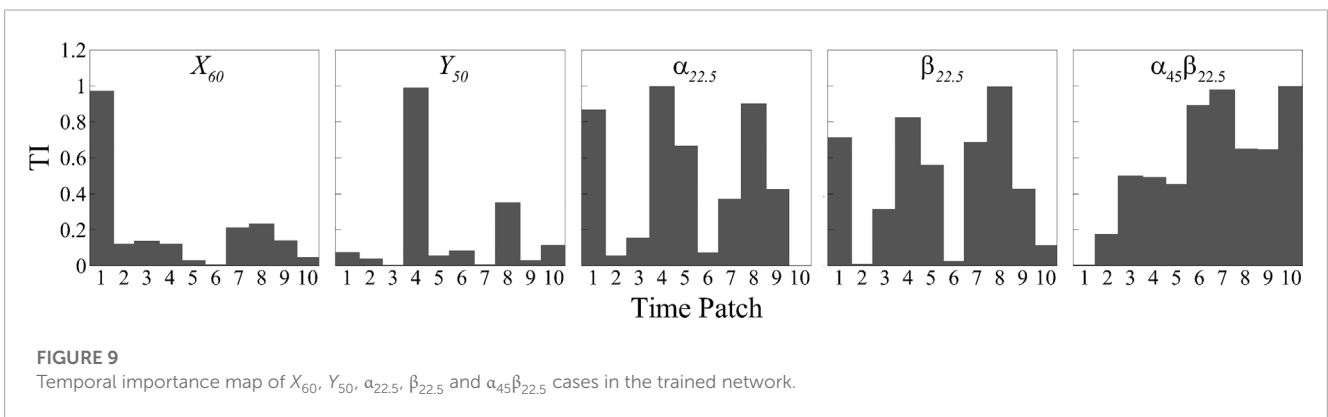 X60 Y50 α22.5 β22.5 α45β22.5
1.2
1
0.8
0.6
0.4
0.2
0
TI
1 2 3 4 5 6 7 8 9 10 1 2 3 4 5 6 7 8 9 10 1 2 3 4 5 6 7 8 9 10 1 2 3 4 5 6 7 8 9 10 1 2 3 4 5 6 7 8 9 10
Time Patch
FIGURE 9
Temporal importance map of X60, Y50, α22.5, β22.5 and α45β22.5 cases in the trained network.